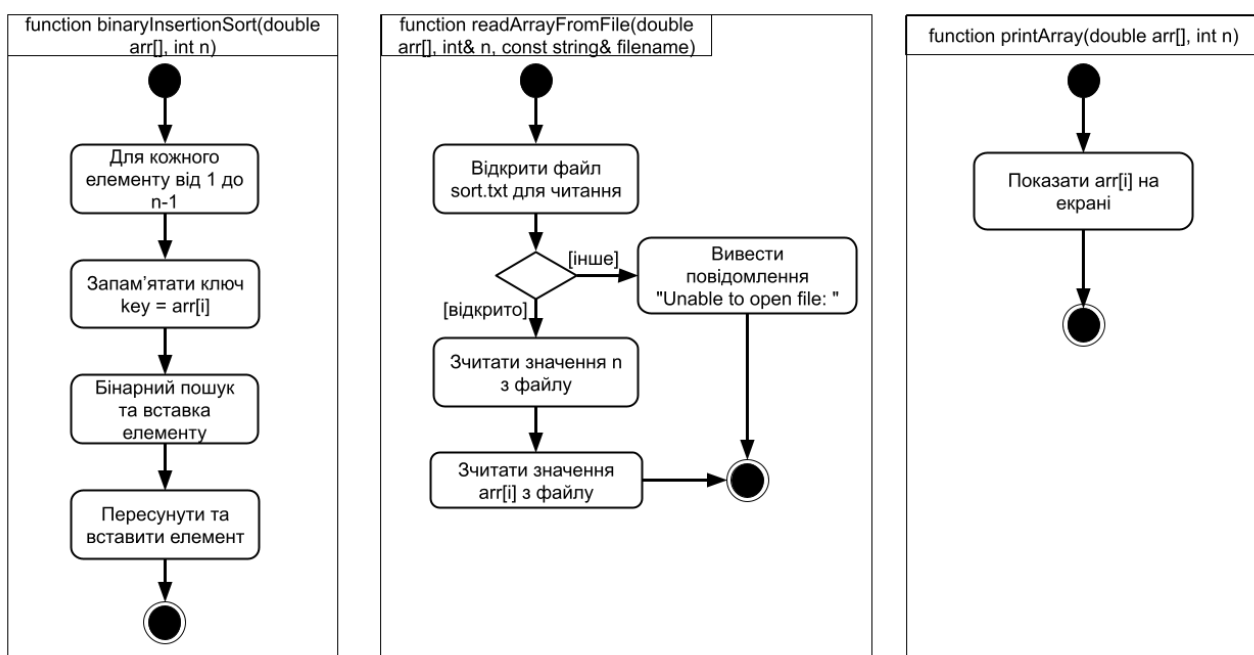 function binaryInsertionSort(double
arr[], int n)
Для кожного
елементу від 1 до
n-1
Запам’ятати ключ
key = arr[i]
Бінарний пошук
та вставка
елементу
Пересунути та
вставити елемент
function readArrayFromFile(double
arr[], int& n, const string& filename)
Відкрити файл
sort.txt для читання
[інше]
Вивести
повідомлення
"Unable to open file: "
[відкрито]
Зчитати значення n
з файлу
Зчитати значення
arr[i] з файлу
function printArray(double arr[], int n)
Показати arr[i] на
екрані